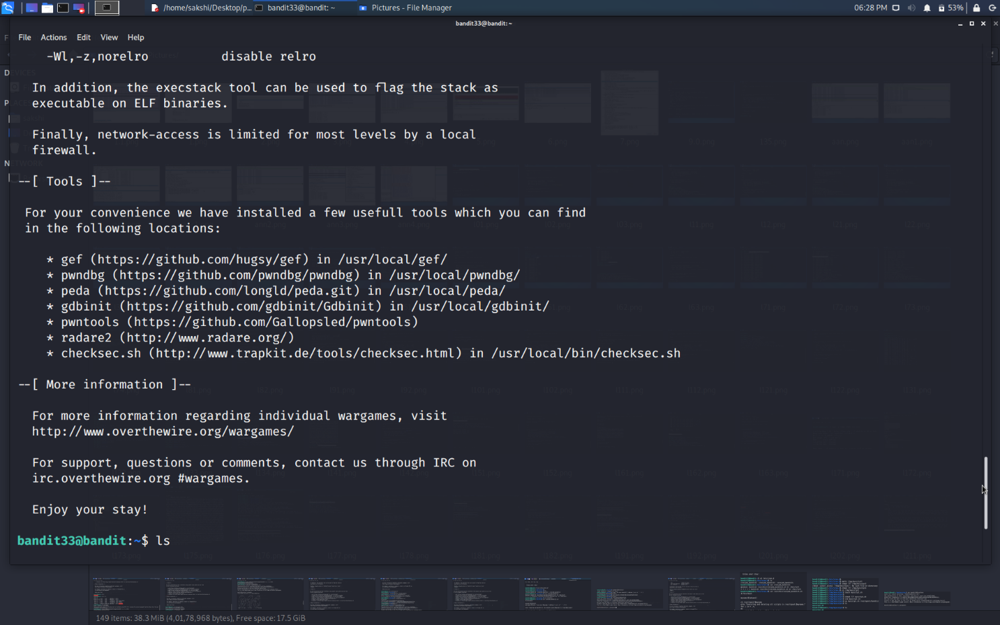 /home/sakshi/Desktop/p...
bandit33@bandit: ~
Pictures - File Manager
06:28 PM
53%
bandit33@bandit:~
File Actions Edit View Help
-Wl,-z,norelro disable relro
In addition, the execstack tool can be used to flag the stack as
executable on ELF binaries.
Finally, network-access is limited for most levels by a local
firewall.
--[ Tools ]--
For your convenience we have installed a few usefull tools which you can find
in the following locations:
* gef (https://github.com/hugsy/gef) in /usr/local/gef/
* pwndbg (https://github.com/pwndbg/pwndbg) in /usr/local/pwndbg/
* peda (https://github.com/longld/peda.git) in /usr/local/peda/
* gdbinit (https://github.com/gdbinit/Gdbinit) in /usr/local/gdbinit/
* pwntools (https://github.com/Gallopsled/pwntools)
* radare2 (http://www.radare.org/)
* checksec.sh (http://www.trapkit.de/tools/checksec.html) in /usr/local/bin/checksec.sh
--[ More information ]--
For more information regarding individual wargames, visit
http://www.overthewire.org/wargames/
For support, questions or comments, contact us through IRC on
irc.overthewire.org #wargames.
Enjoy your stay!
bandit33@bandit:~$ ls
149 items: 38.3 MiB (4,01,78,968 bytes), Free space: 17.5 GiB